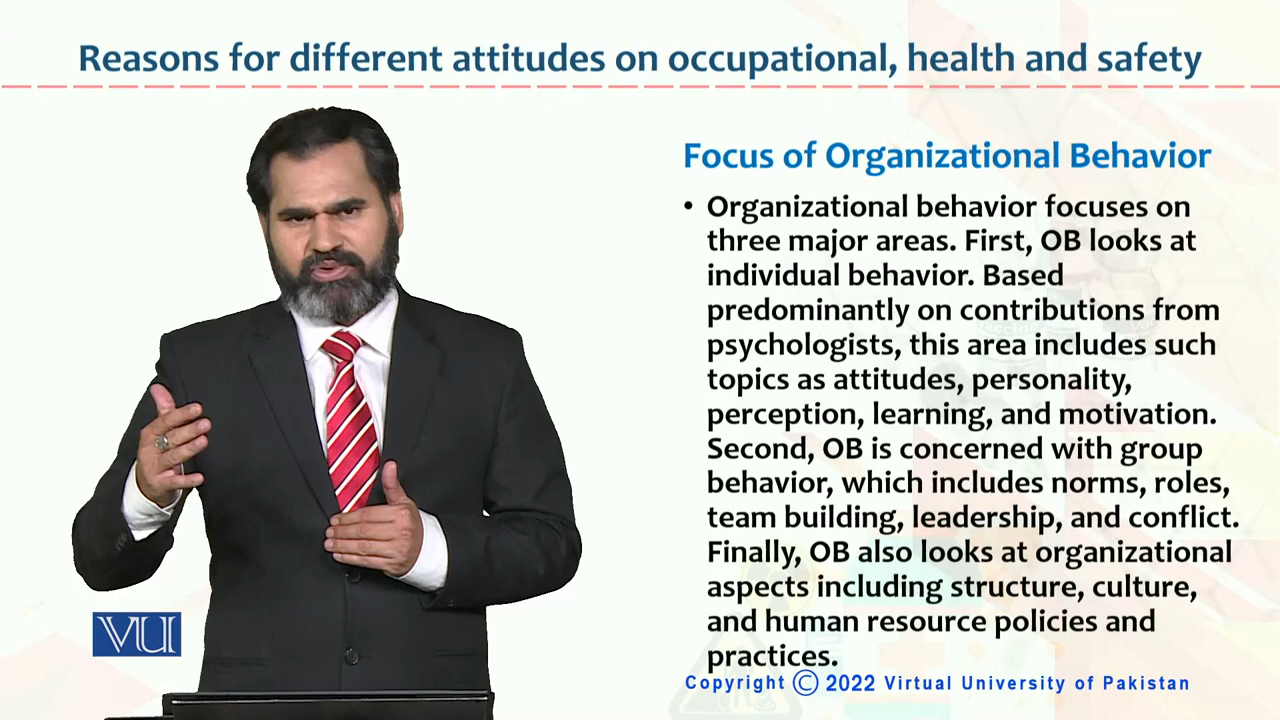 Reasons for different attitudes on occupational, health and safety
Focus of Organizational Behavior
• Organizational behavior focuses on
three major areas. First, OB looks at
individual behavior. Based
predominantly on contributions from
psychologists, this area includes such
topics as attitudes, personality,
perception, learning, and motivation.
Second, OB is concerned with group
behavior, which includes norms, roles,
team building, leadership, and conflict.
Finally, OB also looks at organizational
aspects including structure, culture,
and human resource policies and
practices.
VU
Copyright © 2022 Virtual University of Pakistan